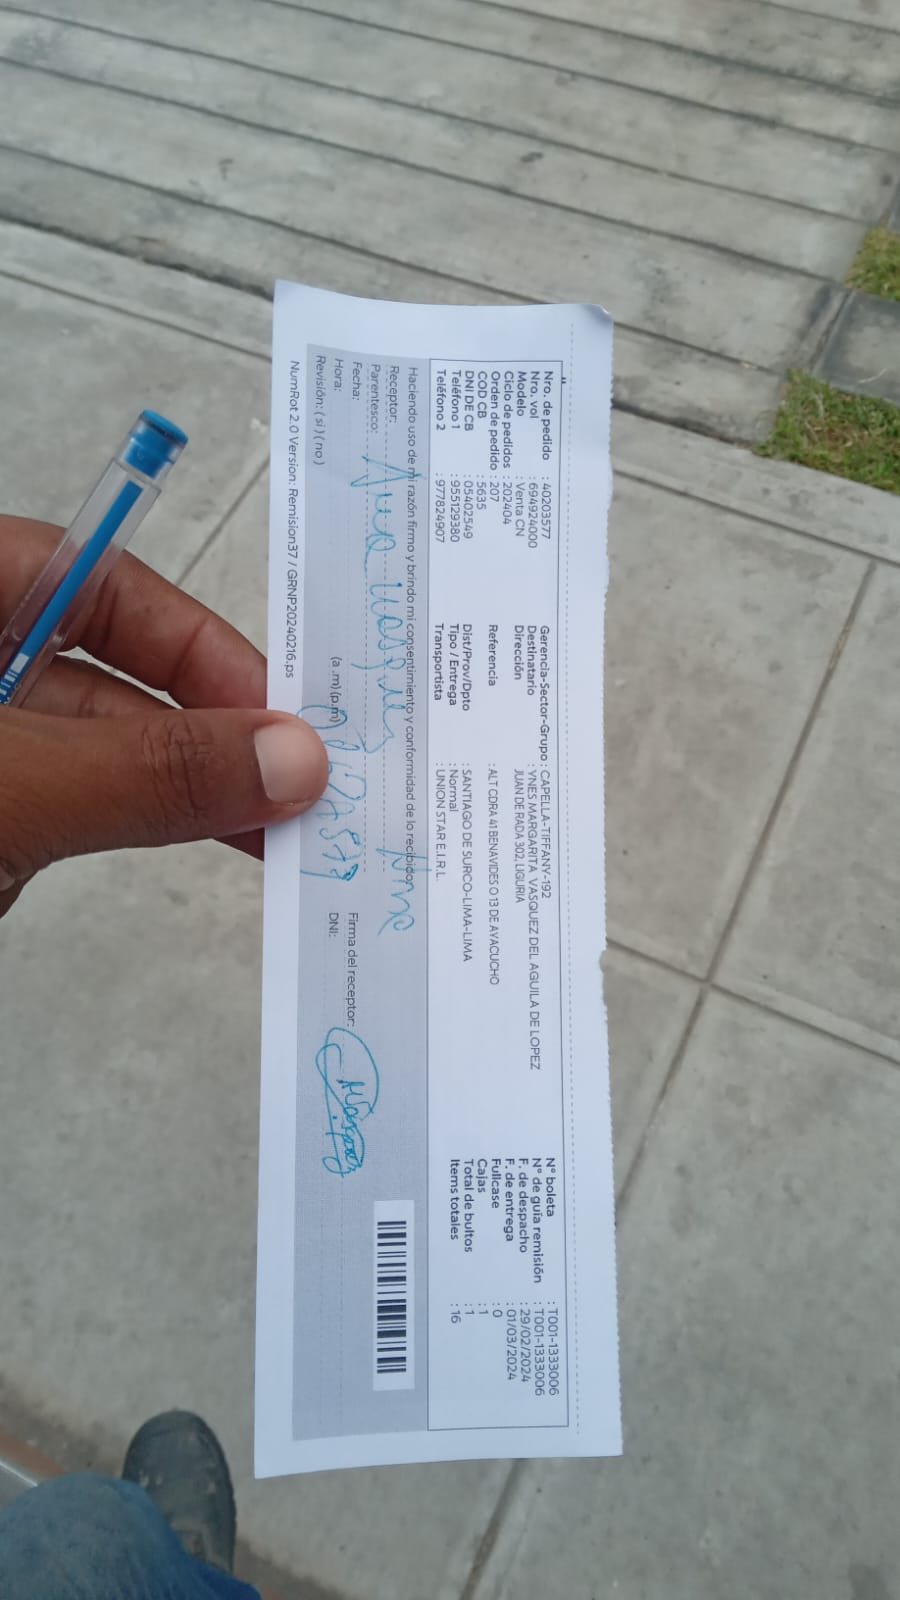 Nro. de pedido : 40203577
Nro. vol : 694924000
Modelo : Venta CN
Ciclo de pedidos : 202404
Orden de pedido : 207
COD CB : 5635
DNI DE CB : 05402549
Teléfono 1 : 955129380
Teléfono 2 : 977824907
Gerencia-Sector-Grupo : CAPELLA-TIFFANY-192
Destinatario : YNES MARGARITA VASQUEZ DEL AGUILA DE LOPEZ
Dirección JUAN DE RADA 302, LIGURIA
Referencia : ALT CDRA 41 BENAVIDES O 13 DE AYACUCHO
Dist/Prov/Dpto : SANTIAGO DE SURCO-LIMA-LIMA
Tipo / Entrega : Normal
Transportista : UNION STAR E.I.R.L.
N° boleta : T001-1333006
N° de guía remisión : T001-1333006
F. de despacho : 29/02/2024
F. de entrega : 01/03/2024
Fullcase : 0
Cajas : 1
Total de bultos : 1
Items totales : 16
Haciendo uso de mi razón firmo y brindo mi consentimiento y conformidad de lo recibido
Receptor:
Parentesco:
Fecha:
Hora: (a .m) (p.m)
Revisión: ( si ) ( no )
Firma del receptor:
DNI:
NumRot 2.0 Version: Remision37 / GRNP20240216.ps